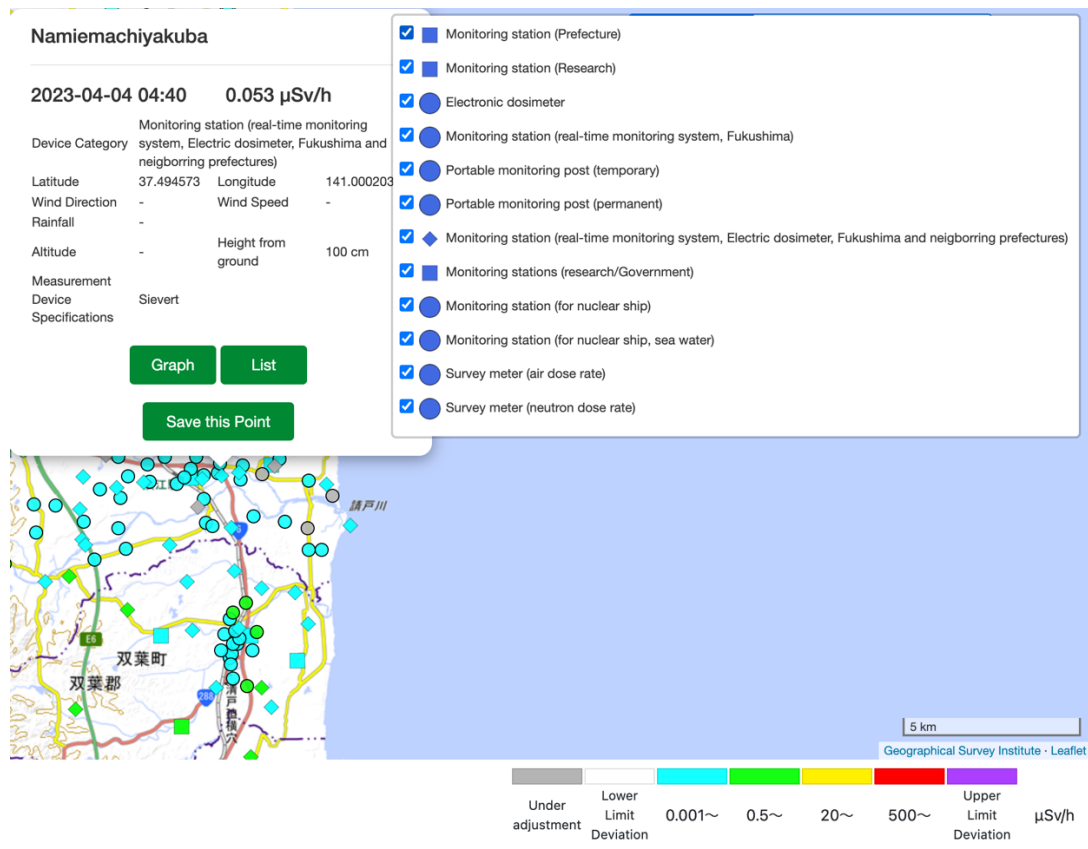 Namiemachiyakuba
2023-04-04 04:40 0.053 μSv/h
Device Category Monitoring station (real-time monitoring system, Electric dosimeter, Fukushima and neigborring prefectures)
Latitude 37.494573 Longitude 141.000203
Wind Direction - Wind Speed -
Rainfall -
Altitude - Height from ground 100 cm
Measurement Device Specifications Sievert
Graph List
Save this Point
Monitoring station (Prefecture)
Monitoring station (Research)
Electronic dosimeter
Monitoring station (real-time monitoring system, Fukushima)
Portable monitoring post (temporary)
Portable monitoring post (permanent)
Monitoring station (real-time monitoring system, Electric dosimeter, Fukushima and neigborring prefectures)
Monitoring stations (research/Government)
Monitoring station (for nuclear ship)
Monitoring station (for nuclear ship, sea water)
Survey meter (air dose rate)
Survey meter (neutron dose rate)
請戸川
6
E6
双葉町
双葉郡
288
清戸迫横穴
5 km
Geographical Survey Institute · Leaflet
Under adjustment
Lower Limit Deviation
0.001～
0.5～
20～
500～
Upper Limit Deviation
μSv/h